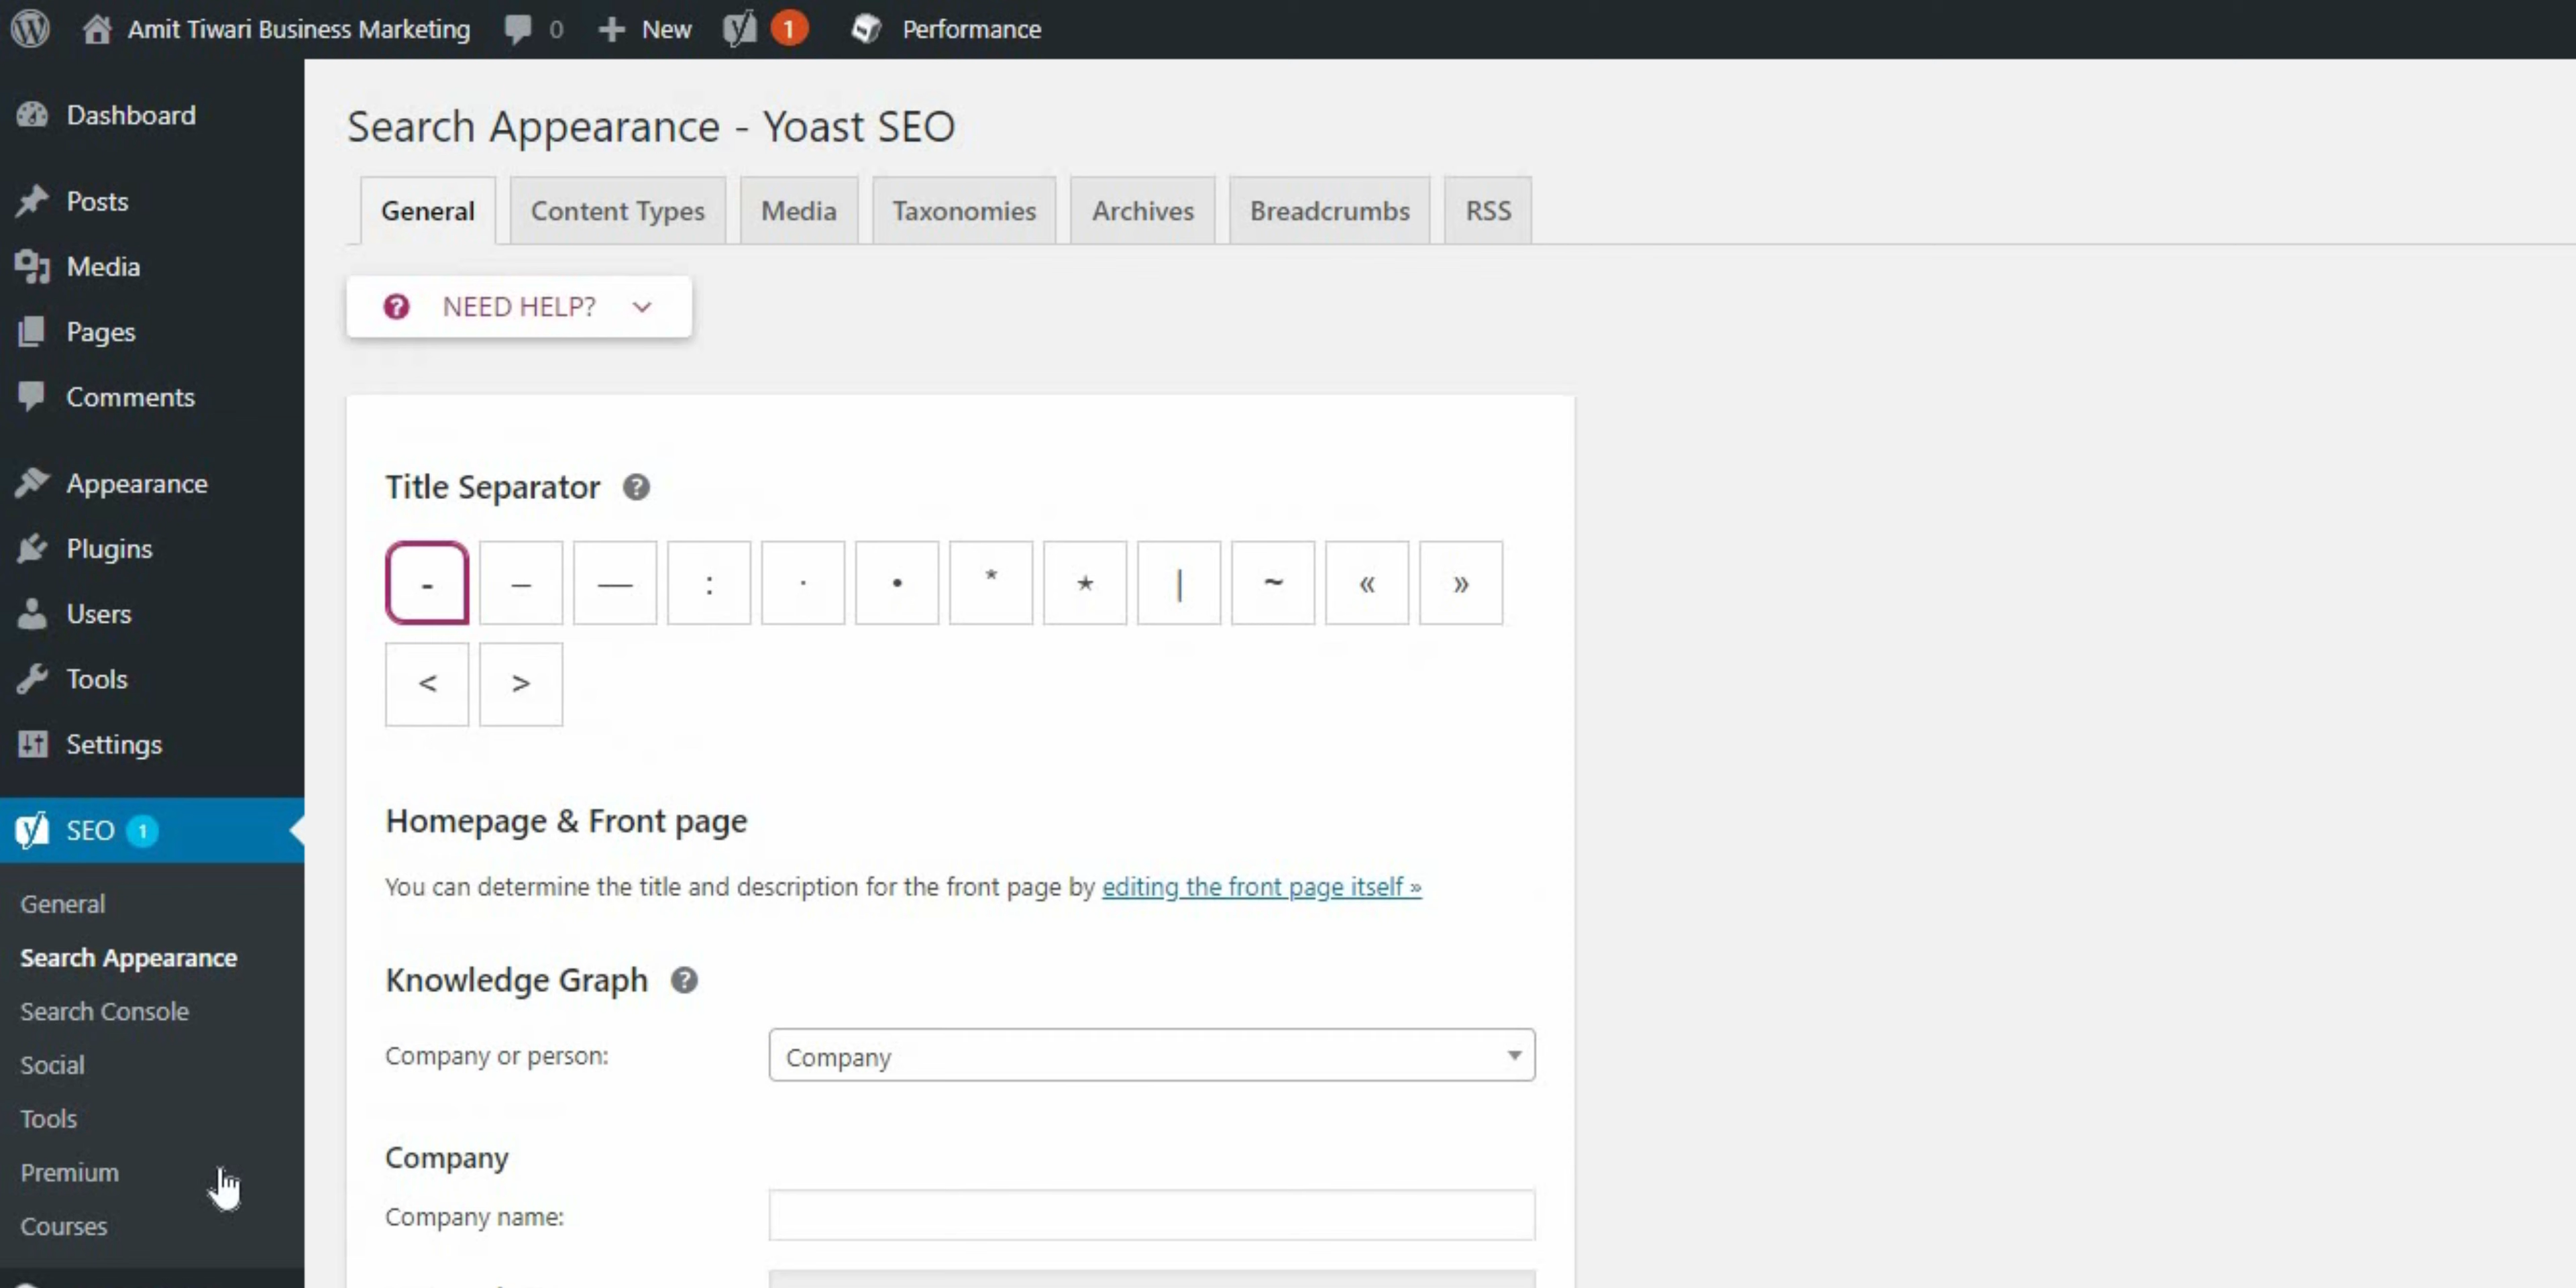 Amit Tiwari Business Marketing 0 New 1 Performance
Dashboard
Posts
Media
Pages
Comments
Appearance
Plugins
Users
Tools
Settings
SEO 1
General
Search Appearance
Search Console
Social
Tools
Premium
Courses
Search Appearance - Yoast SEO
General Content Types Media Taxonomies Archives Breadcrumbs RSS
? NEED HELP?
Title Separator ?
- – — : · • * ⋆ | ~ « »
< >
Homepage & Front page
You can determine the title and description for the front page by editing the front page itself »
Knowledge Graph ?
Company or person: Company
Company
Company name: